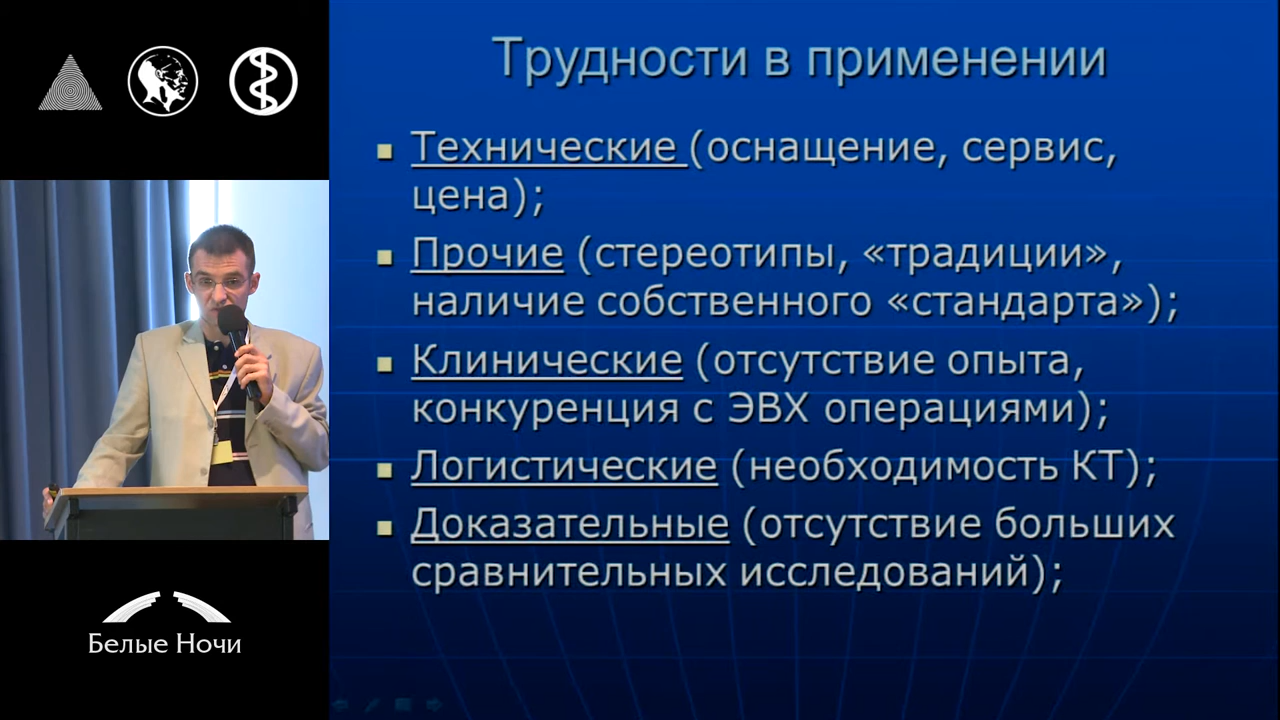 Трудности в применении
Технические (оснащение, сервис,
цена);
Прочие (стереотипы, «традиции»,
наличие собственного «стандарта»);
Клинические (отсутствие опыта,
конкуренция с ЭВХ операциями);
Логистические (необходимость КТ);
Доказательные (отсутствие больших
сравнительных исследований);
Белые Ночи